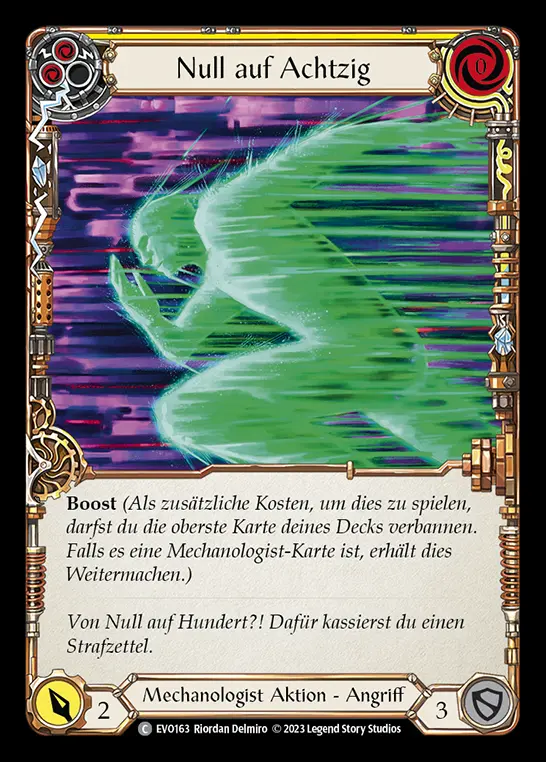 Null auf Achtzig
0
Boost (Als zusätzliche Kosten, um dies zu spielen,
darfst du die oberste Karte deines Decks verbannen.
Falls es eine Mechanologist-Karte ist, erhält dies
Weitermachen.)
Von Null auf Hundert?! Dafür kassierst du einen
Strafzettel.
2
Mechanologist Aktion - Angriff
3
C EVO163 Riordan Delmiro © 2023 Legend Story Studios